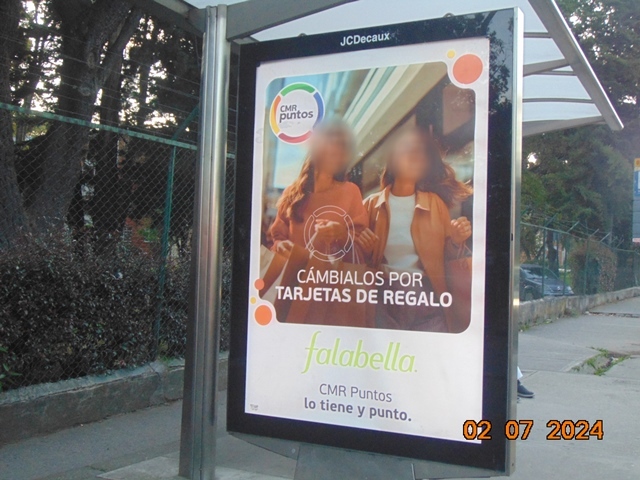 JCDecaux
CMR
puntos
CÁMBIALOS POR
TARJETAS DE REGALO
falabella.
CMR Puntos
lo tiene y punto.
02 07 2024